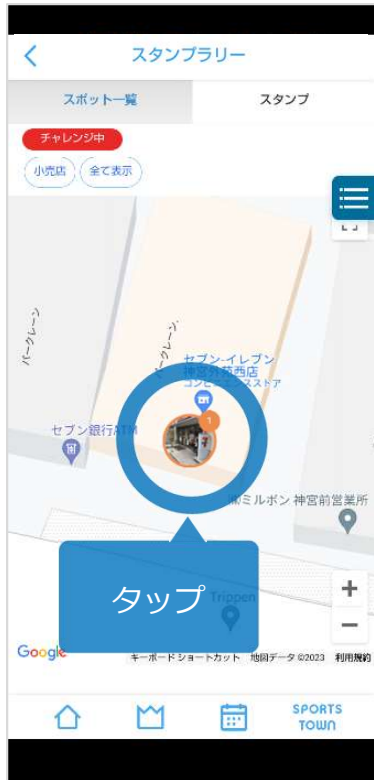 スタンプラリー
スポット一覧
スタンプ
チャレンジ中
小売店
全て表示
パークレーン
パークレーン
セブン-イレブン
神宮外苑西店
コンビニエンスストア
1
セブン銀行ATM
㈱ミルボン 神宮前営業所
タップ
Trippen
+
−
Google
キーボード ショートカット
地図データ ©2023
利用規約
SPORTS
TOWN